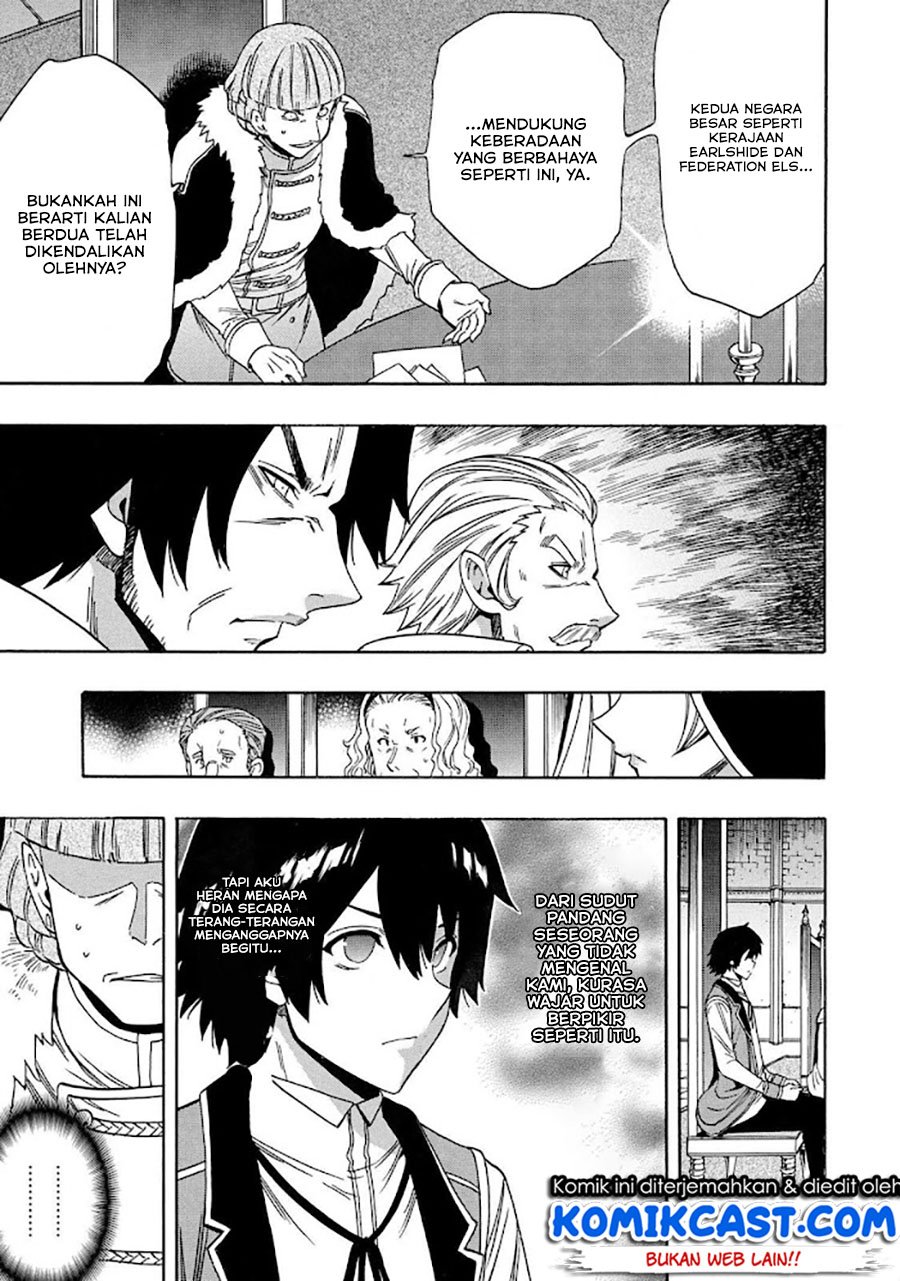 KEDUA NEGARA
BESAR SEPERTI
KERAJAAN
EARLSHIDE DAN
FEDERATION ELS...
...MENDUKUNG
KEBERADAAN
YANG BERBAHAYA
SEPERTI INI, YA.
BUKANKAH INI
BERARTI KALIAN
BERDUA TELAH
DIKENDALIKAN
OLEHNYA?
DARI SUDUT
PANDANG
SESEORANG
YANG TIDAK
MENGENAL
KAMI, KURASA
WAJAR UNTUK
BERPIKIR
SEPERTI ITU.
TAPI AKU
HERAN MENGAPA
DIA SECARA
TERANG-TERANGAN
MENGANGGAPNYA
BEGITU...
Komik ini diterjemahkan & diedit oleh
KOMIKCAST.COM
BUKAN WEB LAIN!!